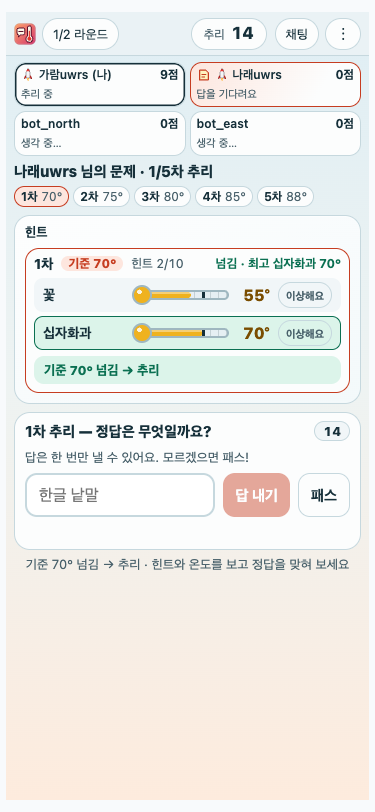 1/2 라운드
추리 14
채팅
⋮
가람uwrs (나) 9점
추리 중
나래uwrs 0점
답을 기다려요
bot_north 0점
생각 중…
bot_east 0점
생각 중…
나래uwrs 님의 문제 · 1/5차 추리
1차 70° 2차 75° 3차 80° 4차 85° 5차 88°
힌트
1차 기준 70° 힌트 2/10 넘김 · 최고 십자화과 70°
꽃 55° 이상해요
십자화과 70° 이상해요
기준 70° 넘김 → 추리
1차 추리 — 정답은 무엇일까요? 14
답은 한 번만 낼 수 있어요. 모르겠으면 패스!
한글 낱말 답 내기 패스
기준 70° 넘김 → 추리 · 힌트와 온도를 보고 정답을 맞혀 보세요